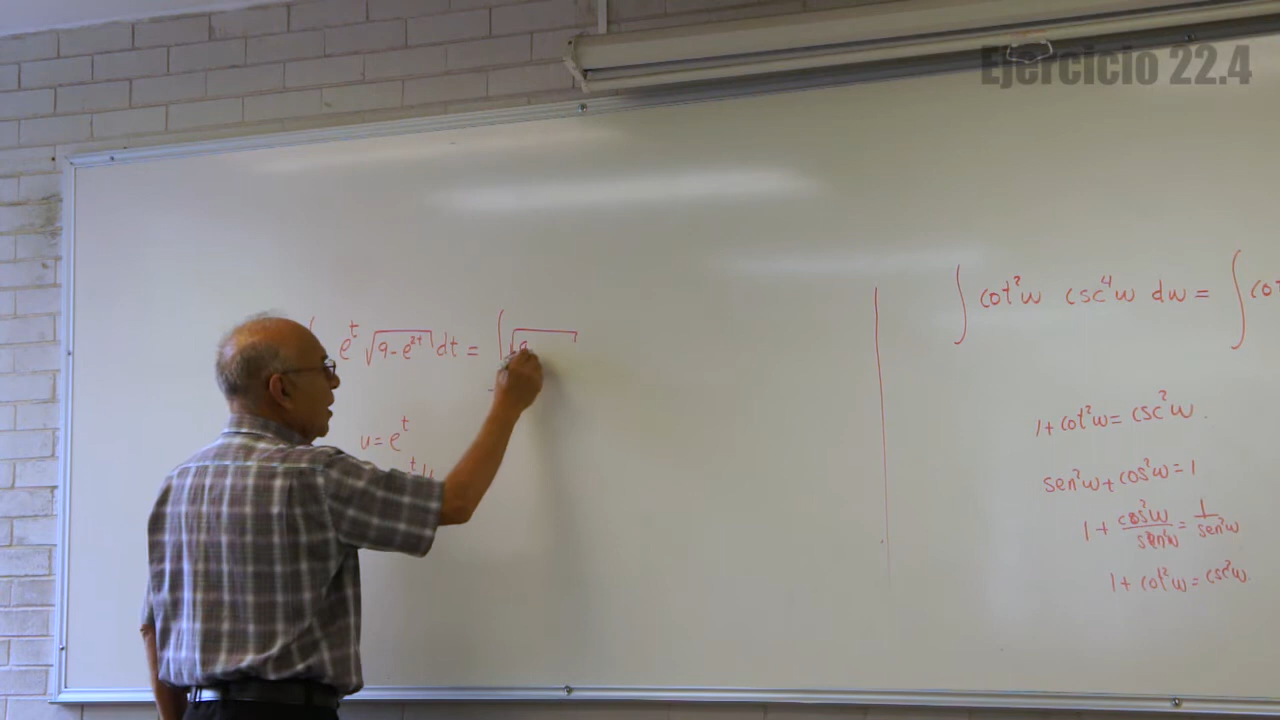 Ejercicio 22.4
∫ e^t √(9-e^{2t}) dt = ∫ √9
u = e^t
∫ cot²w csc⁴w dw = ∫ cot
1+cot²w = csc²w.
sen²w + cos²w = 1
1 + cos²w/sen²w = 1/sen²w
1 + cot²w = csc²w.